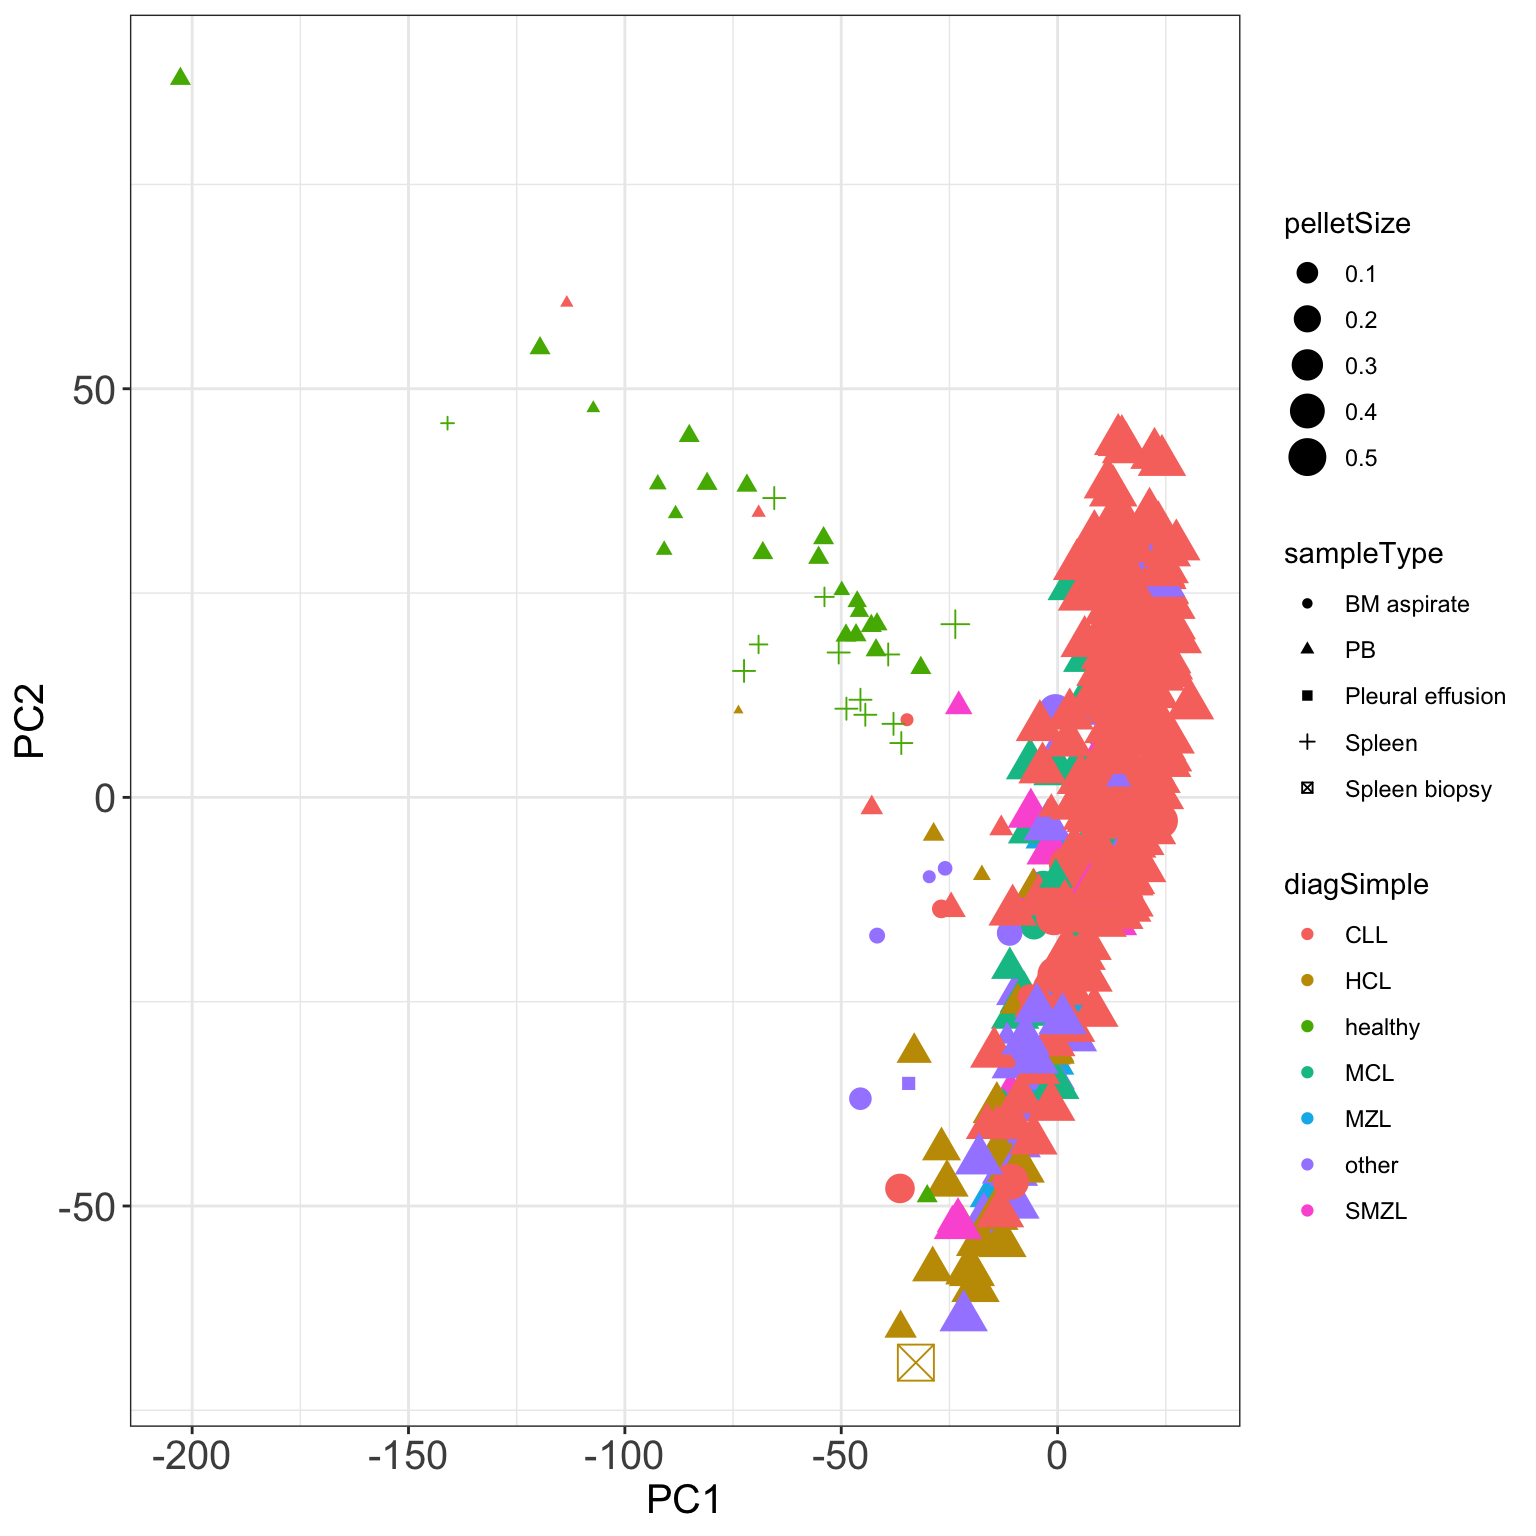 50
0
-50
PC2
-200
-150
-100
-50
0
PC1
pelletSize
0.1
0.2
0.3
0.4
0.5
sampleType
BM aspirate
PB
Pleural effusion
Spleen
Spleen biopsy
diagSimple
CLL
HCL
healthy
MCL
MZL
other
SMZL